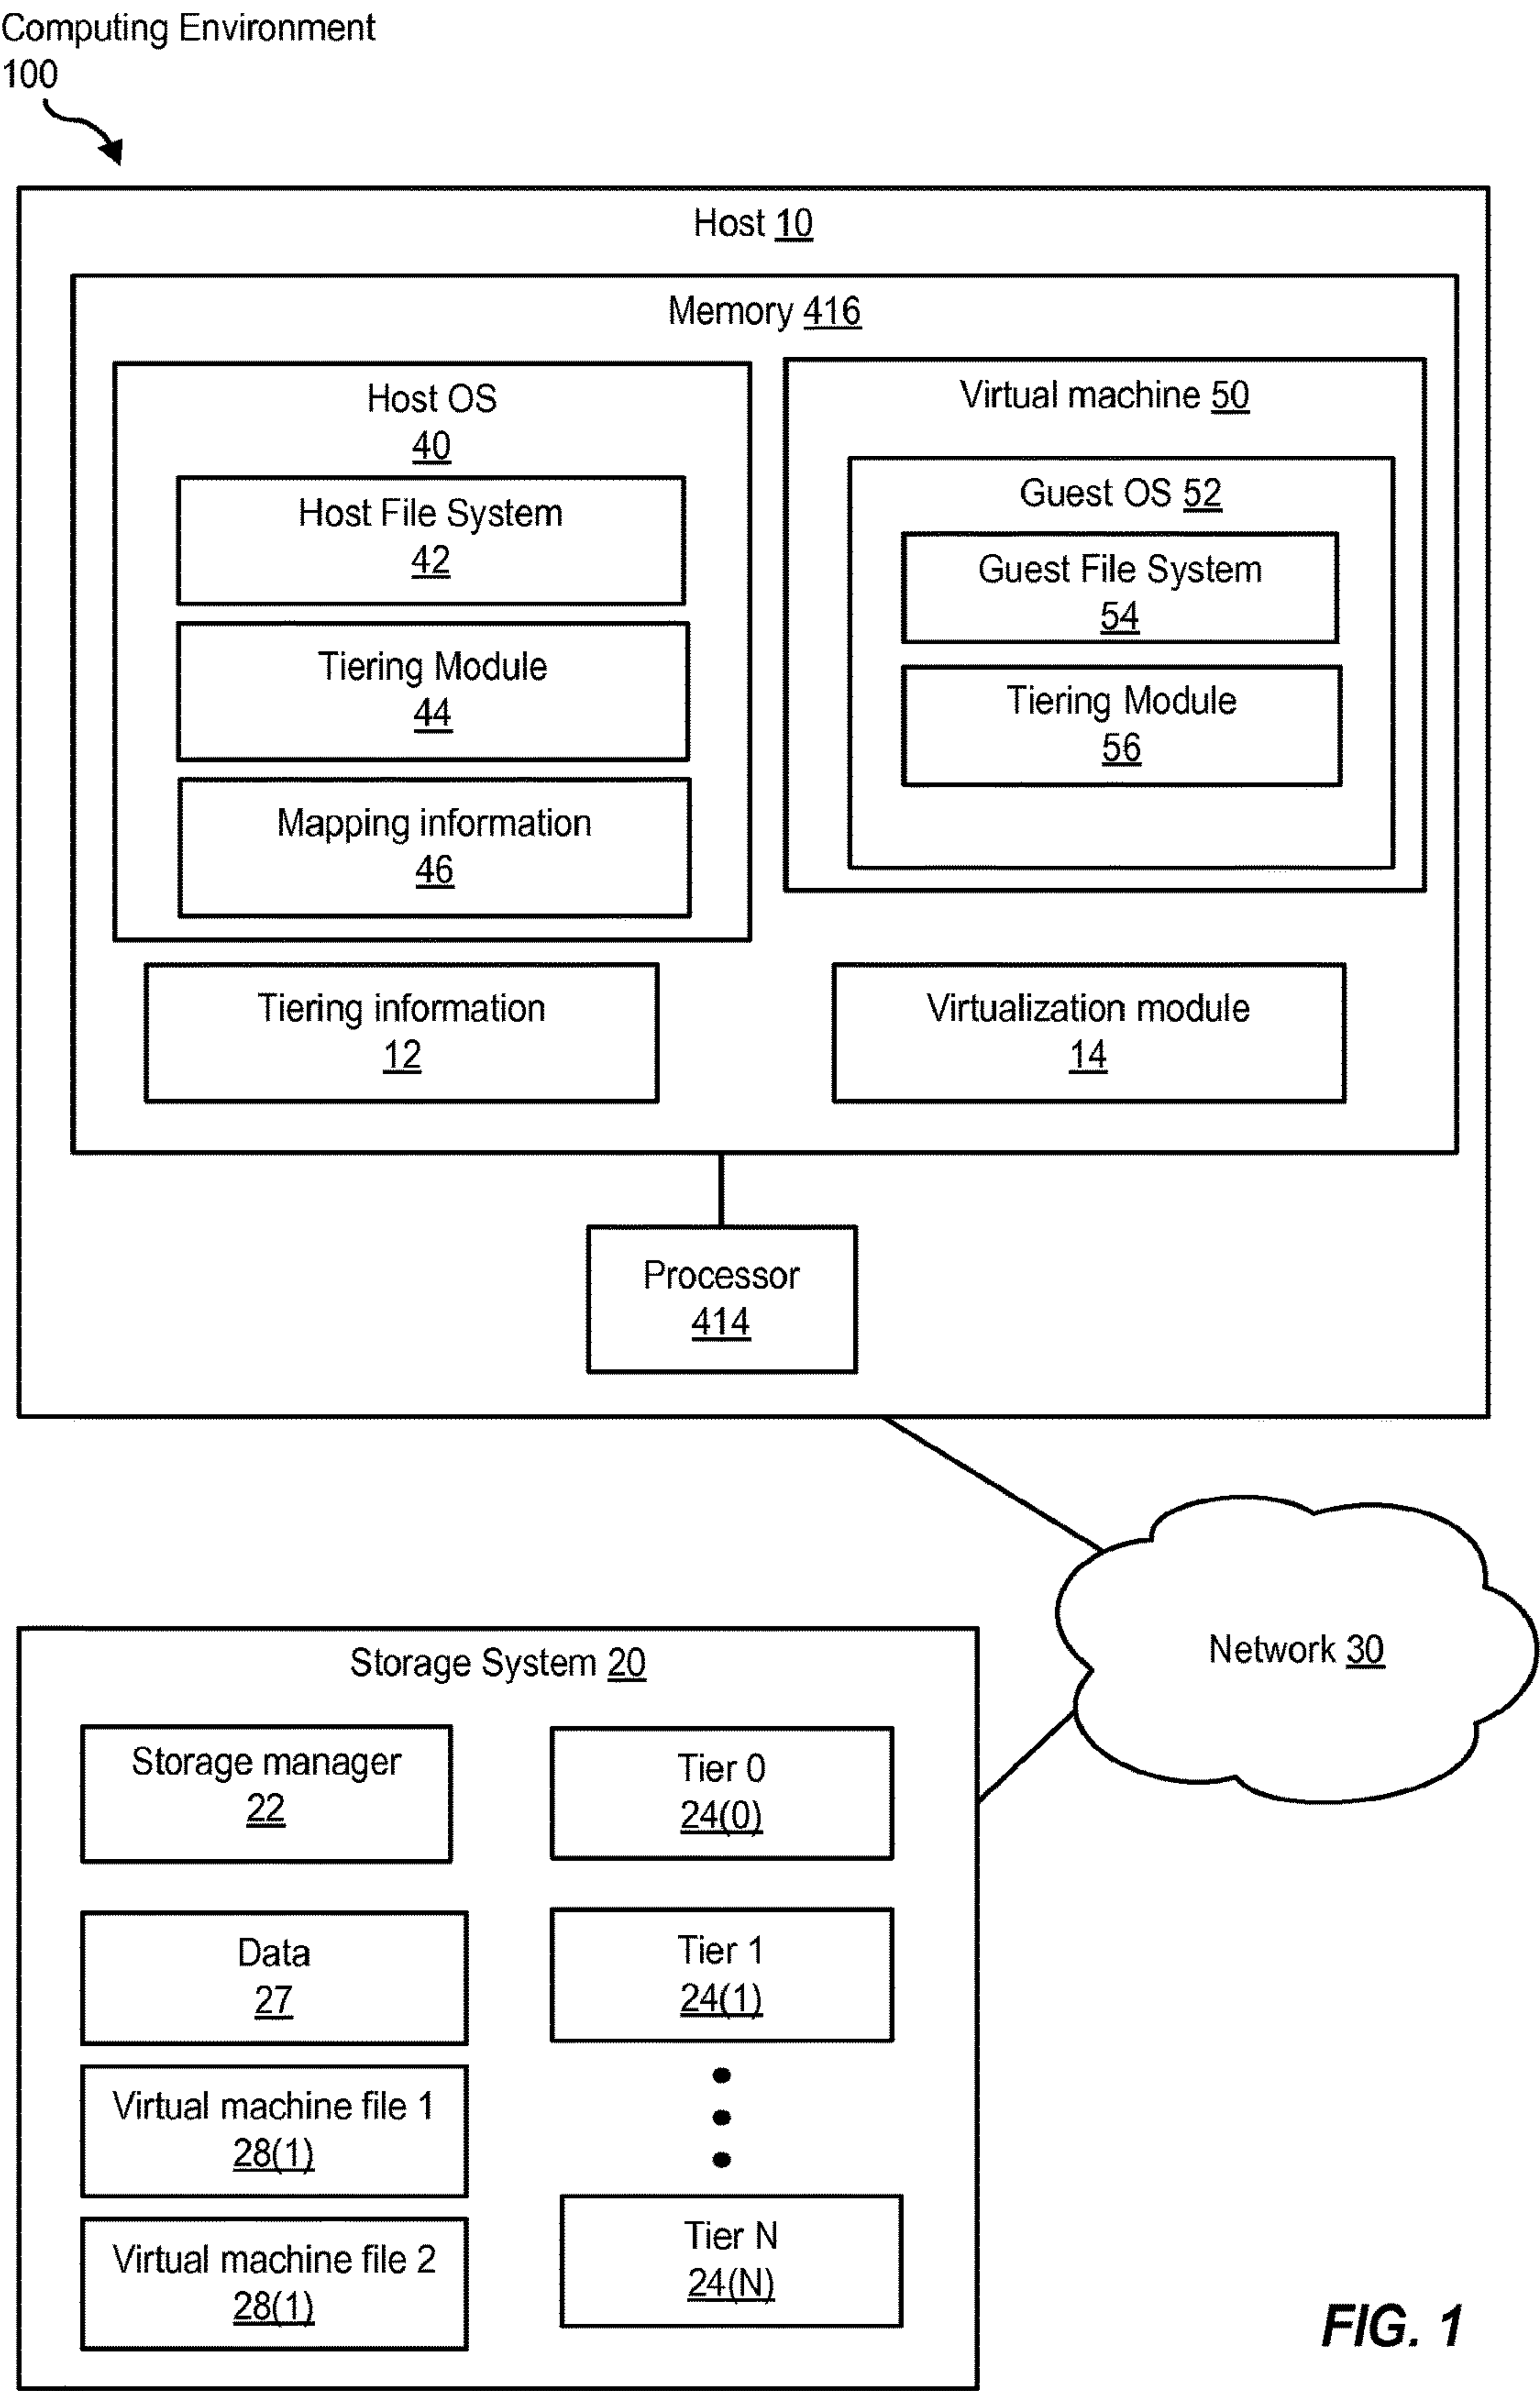 Computing Environment
100
Host 10
Memory 416
Host OS
40
Host File System
42
Tiering Module
44
Mapping information
46
Virtual machine 50
Guest OS 52
Guest File System
54
Tiering Module
56
Tiering information
12
Virtualization module
14
Processor
414
Network 30
Storage System 20
Storage manager
22
Tier 0
24(0)
Data
27
Tier 1
24(1)
Virtual machine file 1
28(1)
Virtual machine file 2
28(1)
Tier N
24(N)
FIG. 1